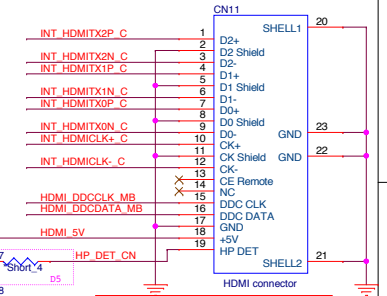 CN11
INT_HDMITX2P_C 1 D2+ SHELL1 20
2 D2 Shield
INT_HDMITX2N_C 3 D2-
INT_HDMITX1P_C 4 D1+
5 D1 Shield
INT_HDMITX1N_C 6 D1-
INT_HDMITX0P_C 7 D0+
8 D0 Shield
INT_HDMITX0N_C 9 D0- GND 23
INT_HDMICLK+_C 10 CK+
11 CK Shield GND 22
INT_HDMICLK-_C 12 CK-
13 CE Remote
14 NC
HDMI_DDCCLK_MB 15 DDC CLK
HDMI_DDCDATA_MB 16 DDC DATA
17 GND
HDMI_5V 18 +5V
HP_DET_CN 19 HP DET
SHELL2 21
7
Short_4
D5
8
HDMI connector